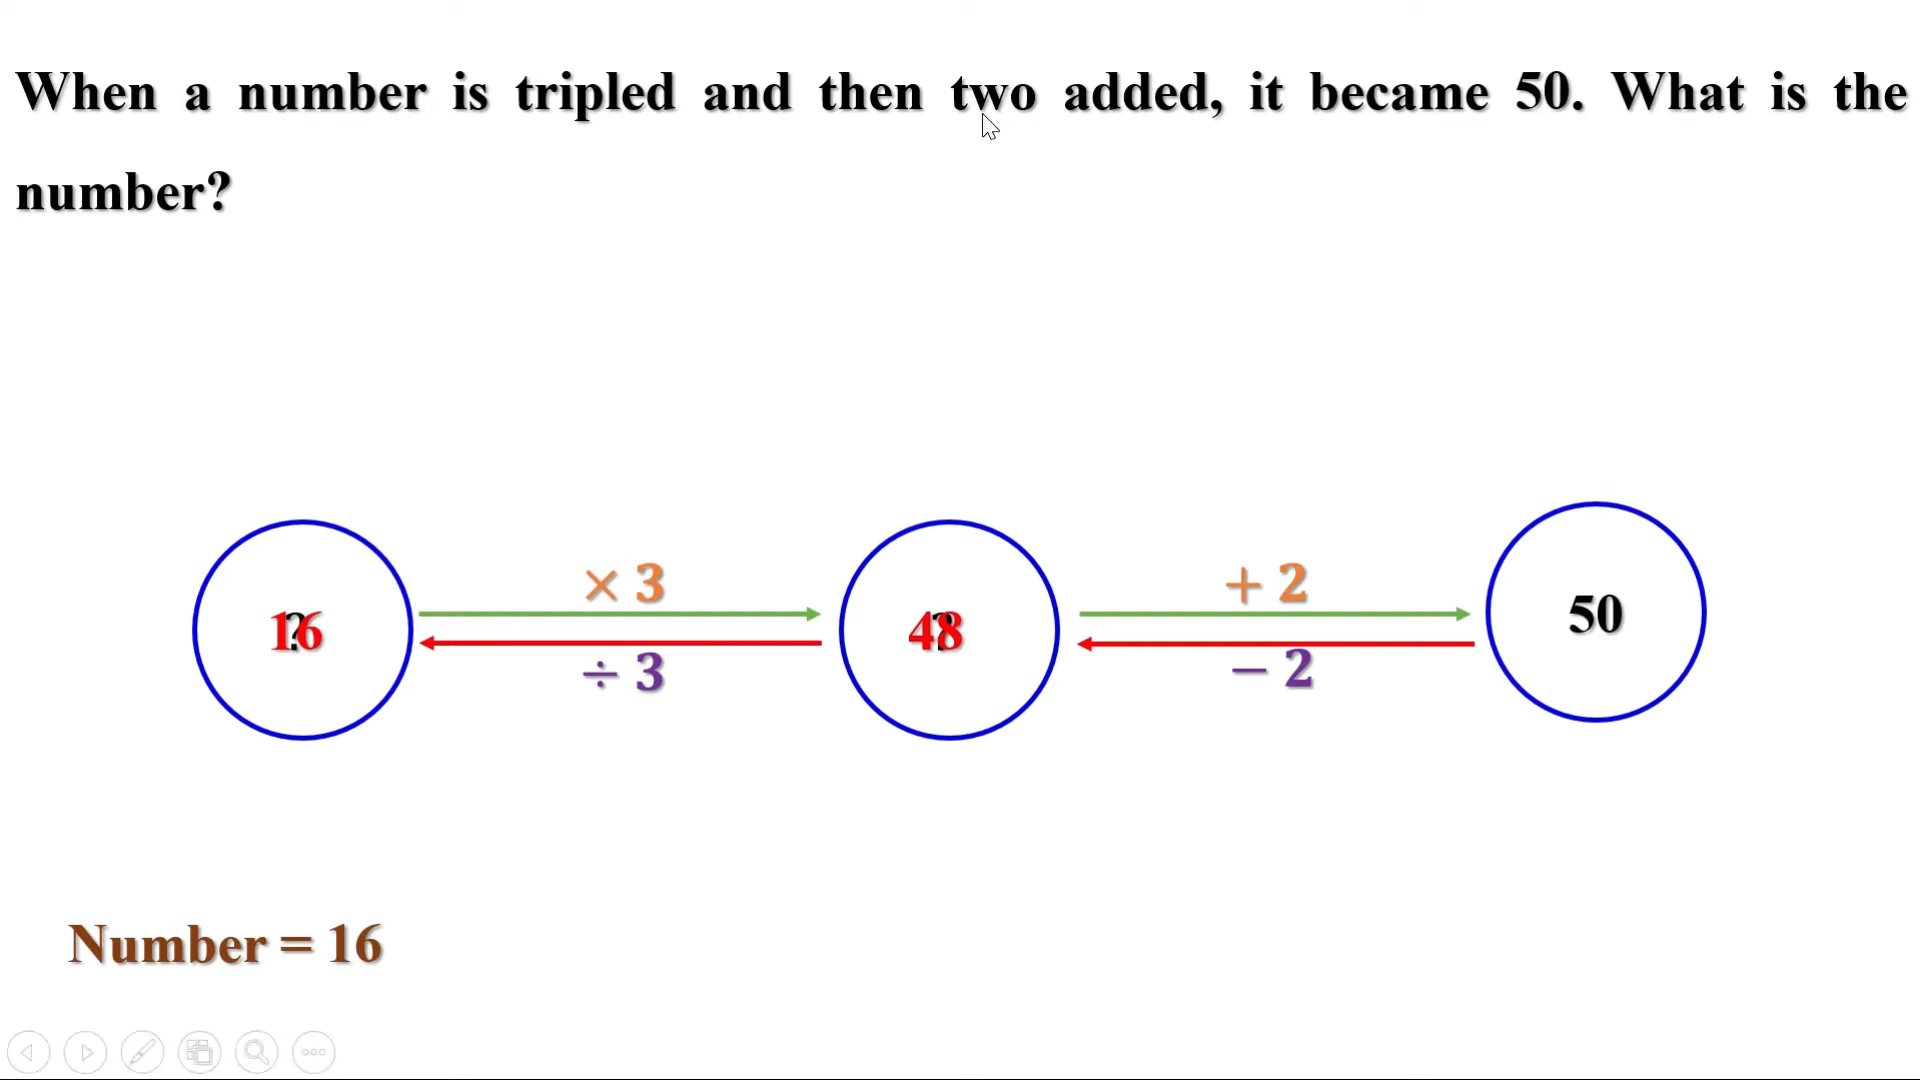 When a number is tripled and then two added, it became 50. What is the
number?
× 3
+ 2
50
16
?
48
÷ 3
− 2
Number = 16